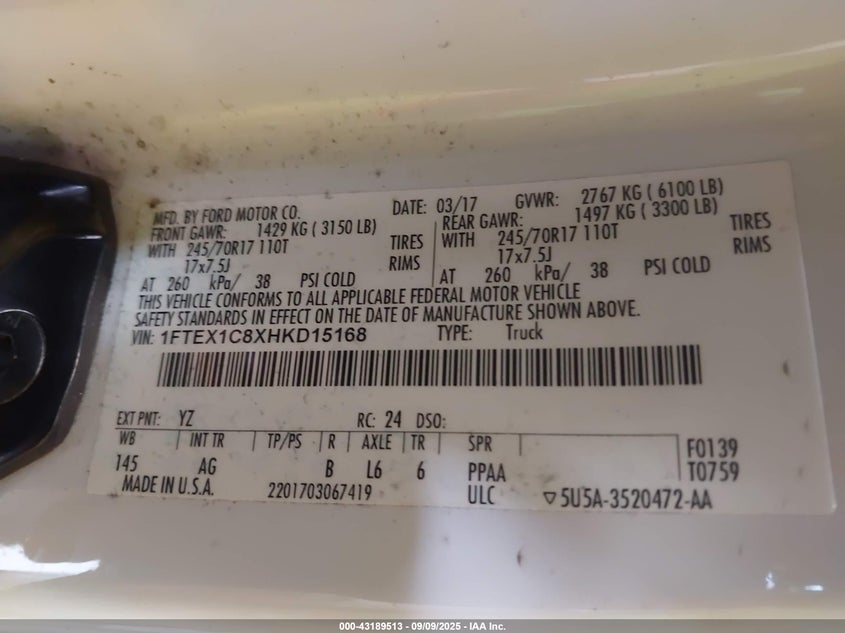 MFD. BY FORD MOTOR CO. DATE: 03/17 GVWR: 2767 KG ( 6100 LB)
FRONT GAWR: 1429 KG ( 3150 LB) REAR GAWR: 1497 KG ( 3300 LB)
WITH 245/70R17 110T TIRES WITH 245/70R17 110T TIRES
17x7.5J RIMS 17x7.5J RIMS
AT 260 kPa/ 38 PSI COLD AT 260 kPa/ 38 PSI COLD
THIS VEHICLE CONFORMS TO ALL APPLICABLE FEDERAL MOTOR VEHICLE
SAFETY STANDARDS IN EFFECT ON THE DATE OF MANUFACTURE SHOWN ABOVE.
VIN: 1FTEX1C8XHKD15168 TYPE: Truck
EXT PNT: YZ RC: 24 DSO:
WB INT TR TP/PS R AXLE TR SPR F0139
145 AG B L6 6 PPAA T0759
MADE IN U.S.A. 2201703067419 ULC ▽5U5A-3520472-AA
000-43189513 - 09/09/2025 - IAA Inc.